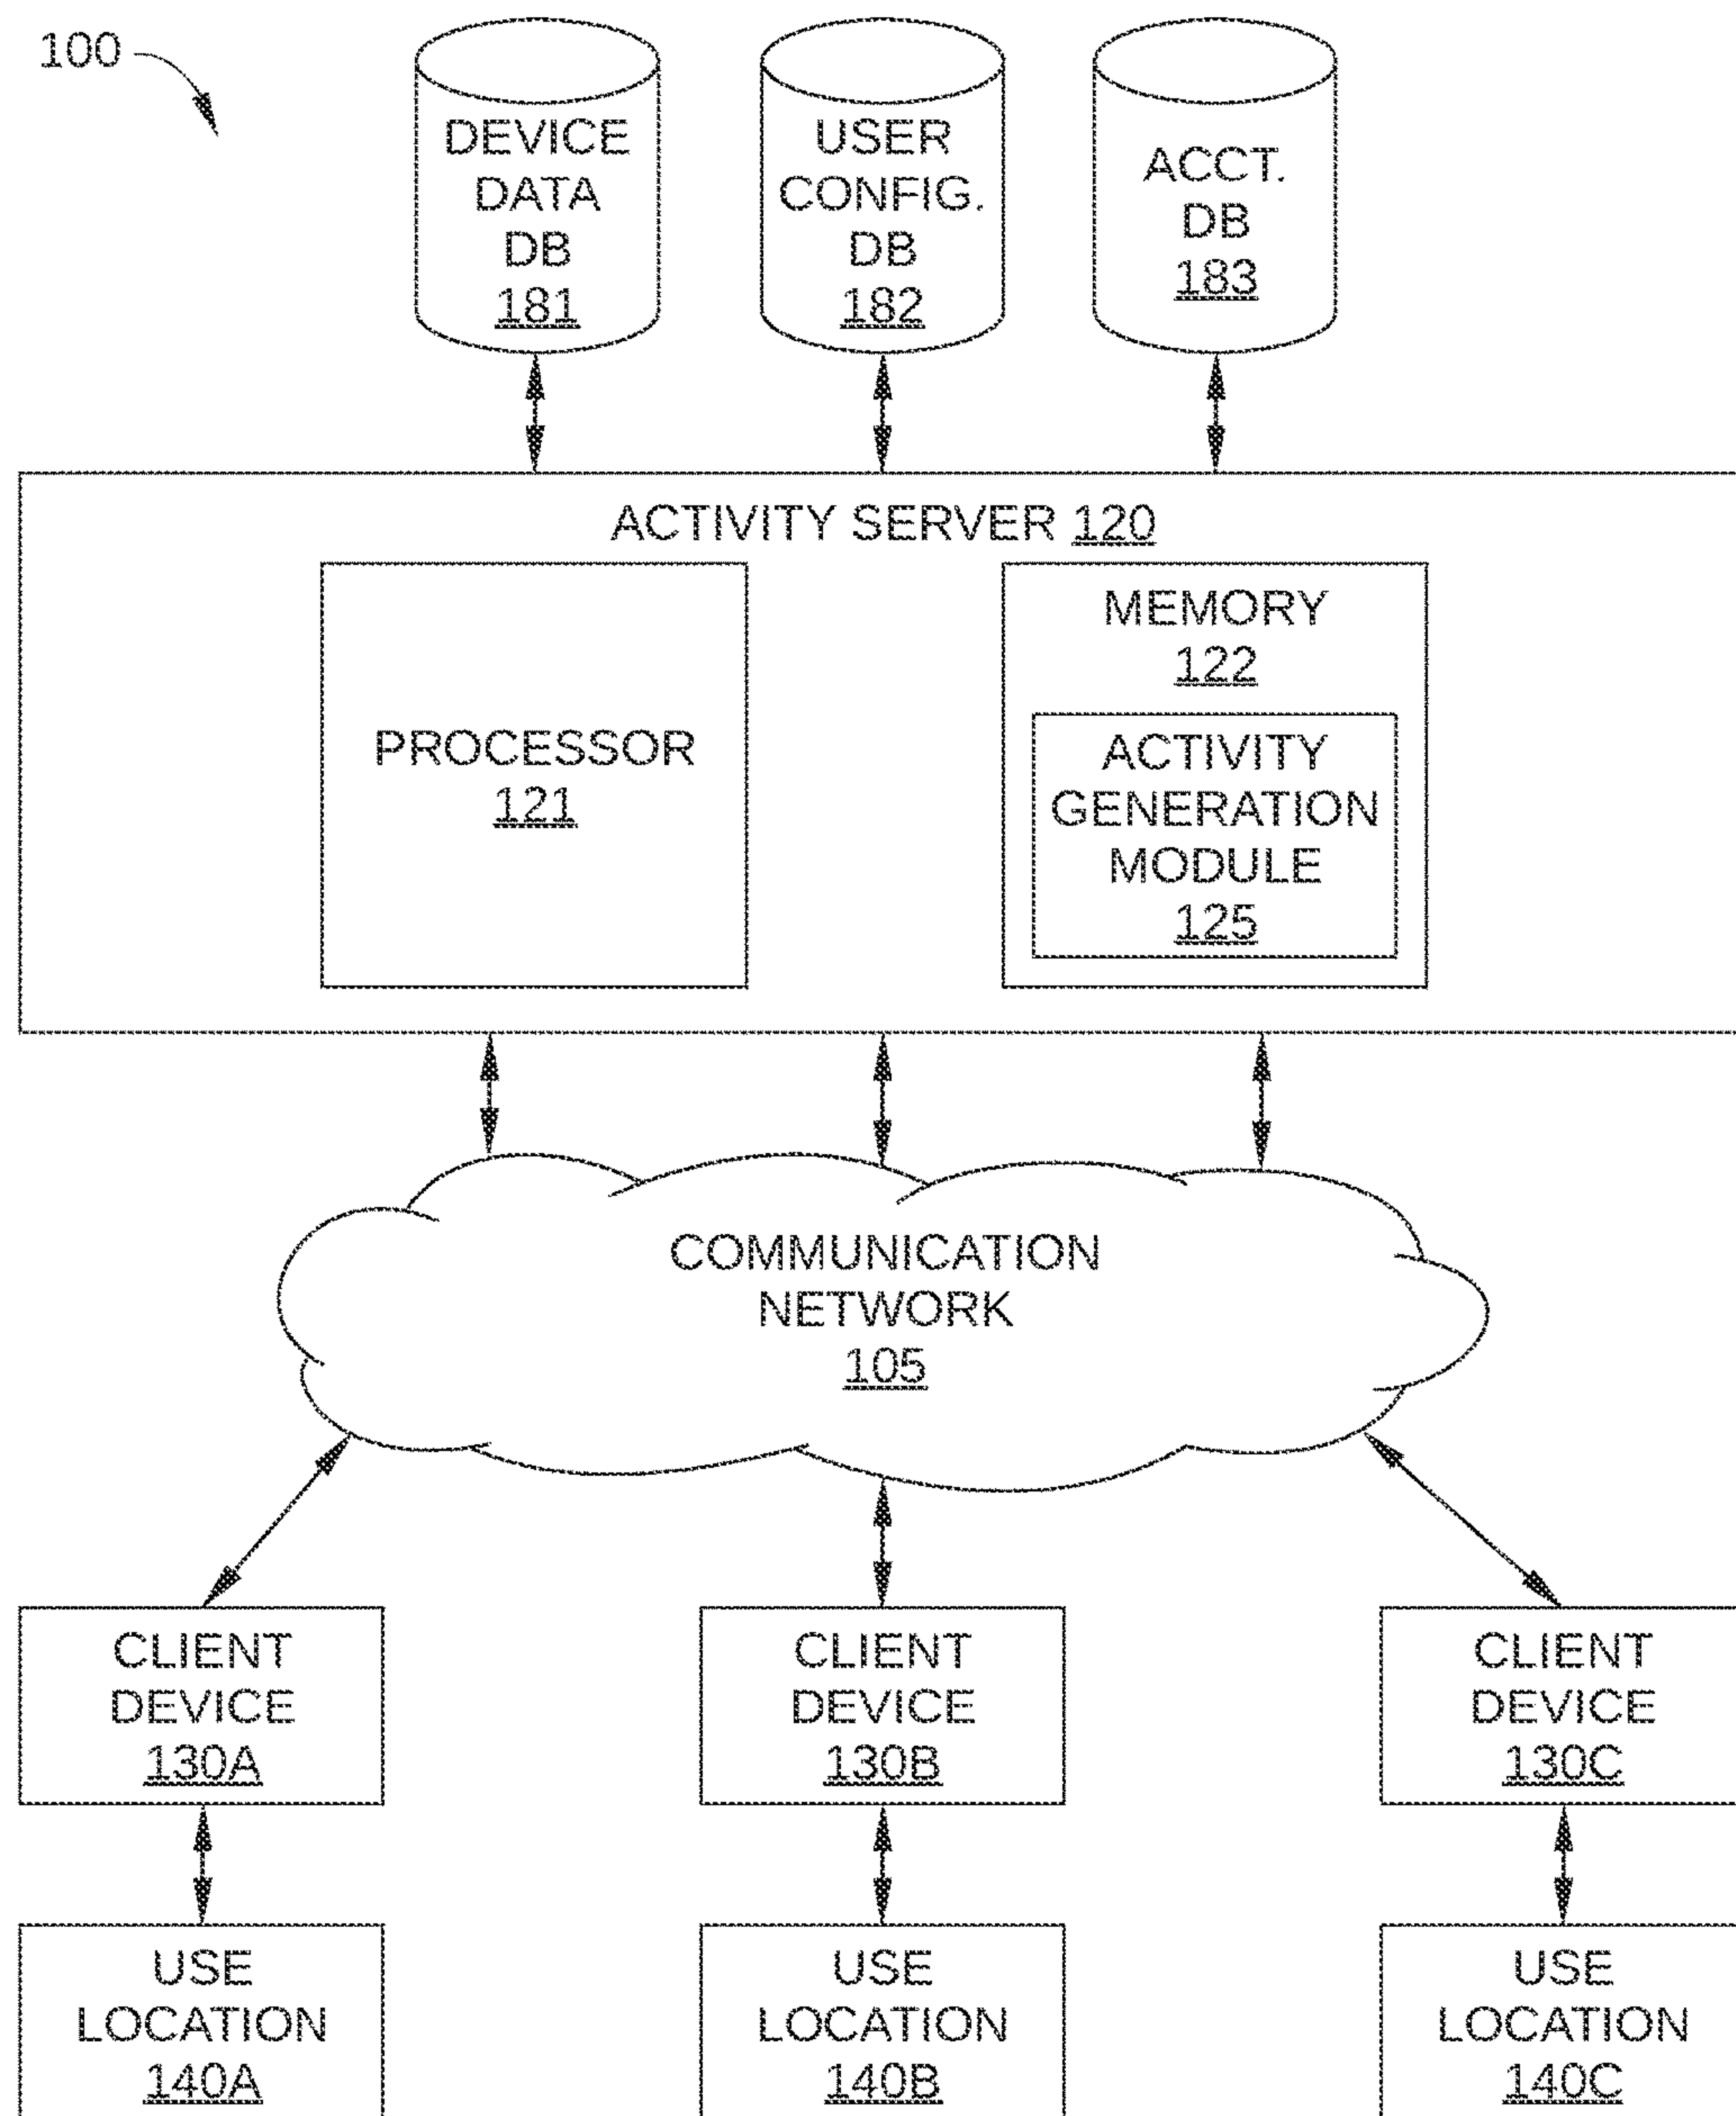 100
DEVICE
DATA
DB
181
USER
CONFIG.
DB
182
ACCT.
DB
183
ACTIVITY SERVER 120
PROCESSOR
121
MEMORY
122
ACTIVITY
GENERATION
MODULE
125
COMMUNICATION
NETWORK
105
CLIENT
DEVICE
130A
CLIENT
DEVICE
130B
CLIENT
DEVICE
130C
USE
LOCATION
140A
USE
LOCATION
140B
USE
LOCATION
140C